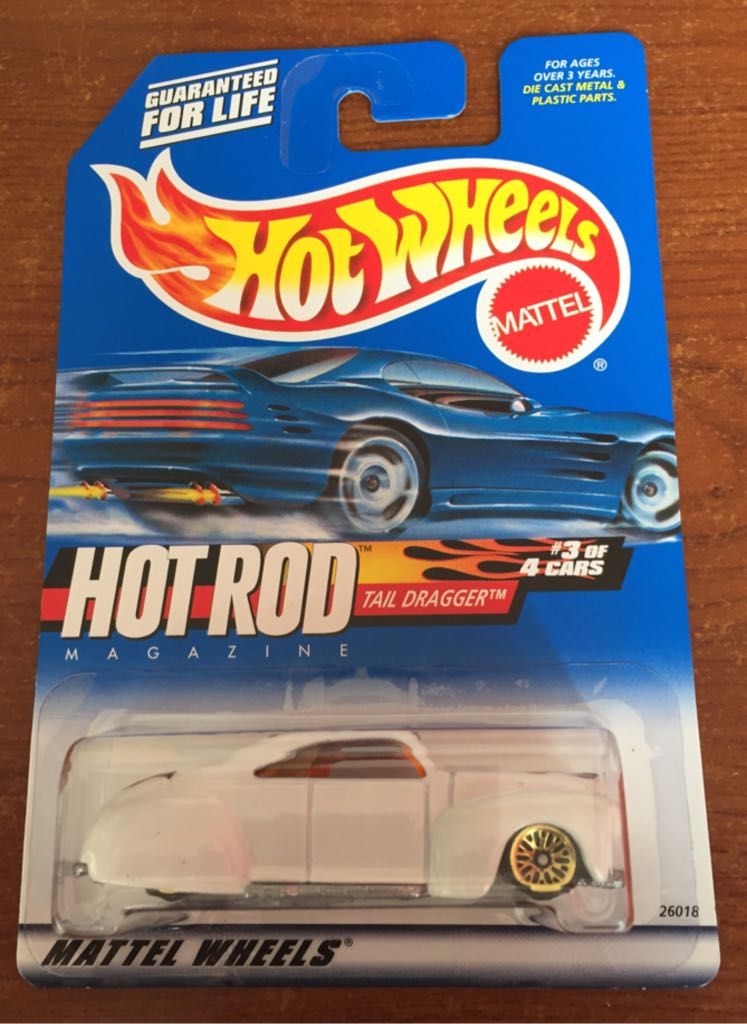 GUARANTEED
FOR LIFE
FOR AGES
OVER 3 YEARS.
DIE CAST METAL &
PLASTIC PARTS.
HOT WHEELS
MATTEL
®
HOT ROD™
MAGAZINE
TAIL DRAGGER™
#3 OF
4 CARS
26018
MATTEL WHEELS®